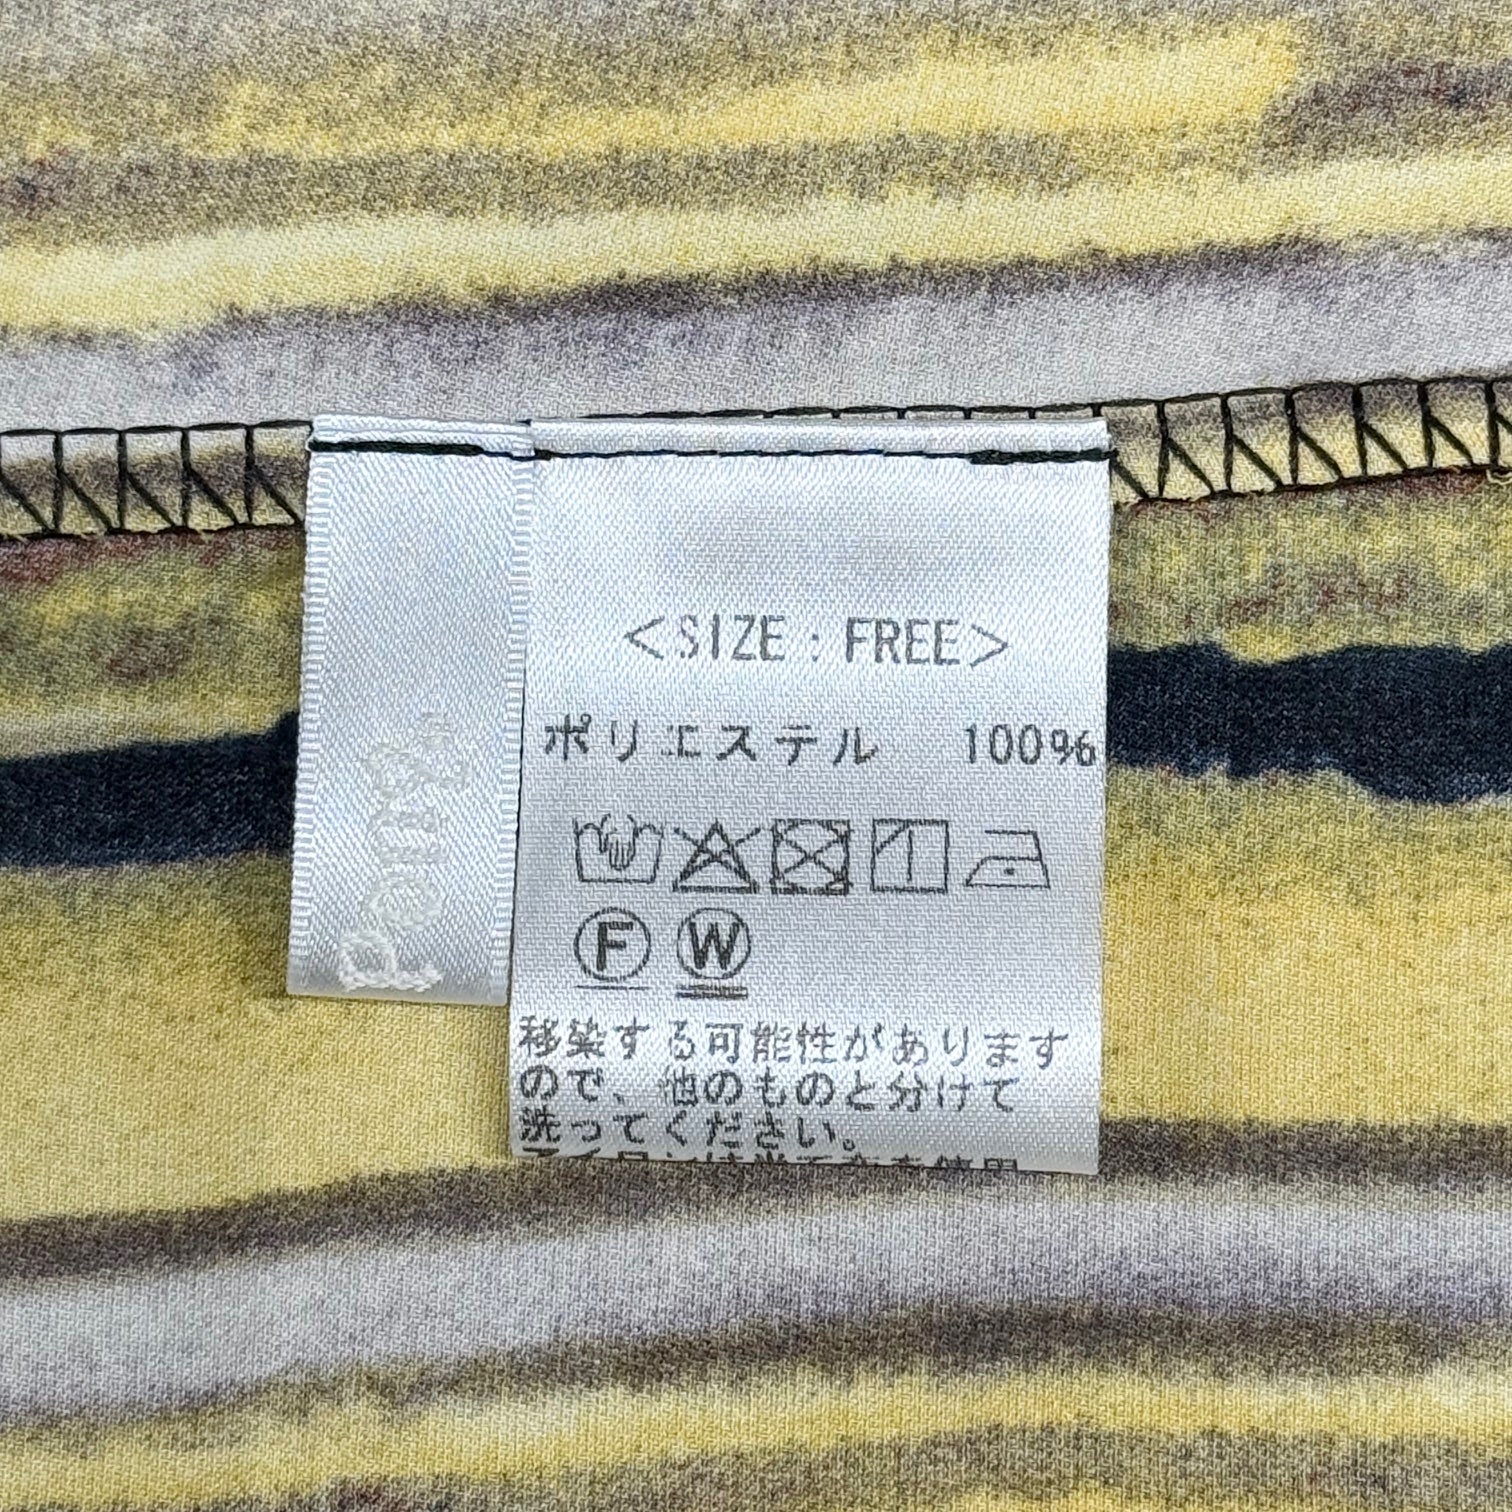 <SIZE : FREE>
ポリエステル 100%
F W
移染する可能性があります
ので、他のものと分けて
洗ってください。